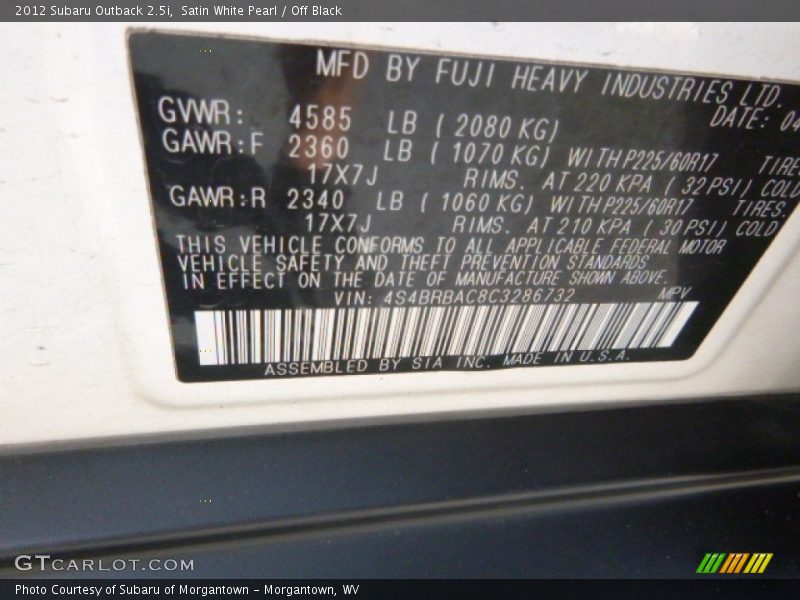 2012 Subaru Outback 2.5i, Satin White Pearl / Off Black
MFD BY FUJI HEAVY INDUSTRIES LTD.
DATE: 04
GVWR: 4585 LB ( 2080 KG)
GAWR:F 2360 LB ( 1070 KG) WITH P225/60R17 TIRES
17X7J RIMS. AT 220 KPA ( 32 PSI) COLD
GAWR:R 2340 LB ( 1060 KG) WITH P225/60R17 TIRES.
17X7J RIMS. AT 210 KPA ( 30 PSI) COLD
THIS VEHICLE CONFORMS TO ALL APPLICABLE FEDERAL MOTOR
VEHICLE SAFETY AND THEFT PREVENTION STANDARDS
IN EFFECT ON THE DATE OF MANUFACTURE SHOWN ABOVE.
VIN: 4S4BRBAC8C3286732 MPV
ASSEMBLED BY SIA INC. MADE IN U.S.A.
GTCARLOT.COM
Photo Courtesy of Subaru of Morgantown - Morgantown, WV